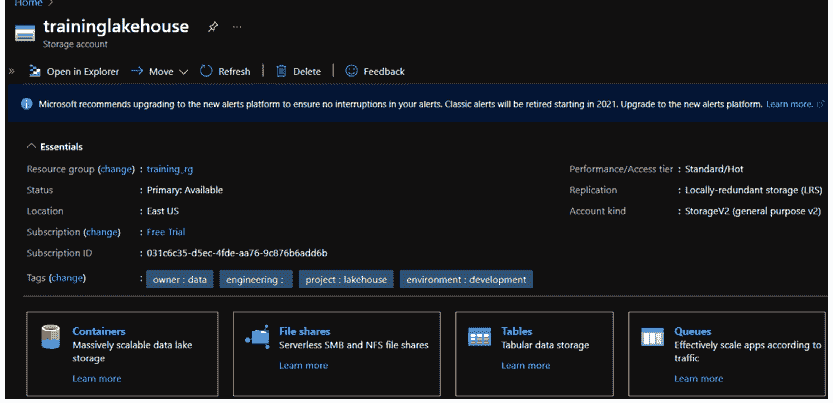 Home >
traininglakehouse
Storage account
» Open in Explorer Move Refresh Delete Feedback
Microsoft recommends upgrading to the new alerts platform to ensure no interruptions in your alerts. Classic alerts will be retired starting in 2021. Upgrade to the new alerts platform. Learn more.
Essentials
Resource group (change) : training_rg
Status : Primary: Available
Location : East US
Subscription (change) : Free Trial
Subscription ID : 031c6c35-d5ec-4fde-aa76-9c876b6add6b
Tags (change) : owner : data engineering : project : lakehouse environment : development
Performance/Access tier : Standard/Hot
Replication : Locally-redundant storage (LRS)
Account kind : StorageV2 (general purpose v2)
Containers
Massively scalable data lake
storage
Learn more
File shares
Serverless SMB and NFS file shares
Learn more
Tables
Tabular data storage
Learn more
Queues
Effectively scale apps according to
traffic
Learn more